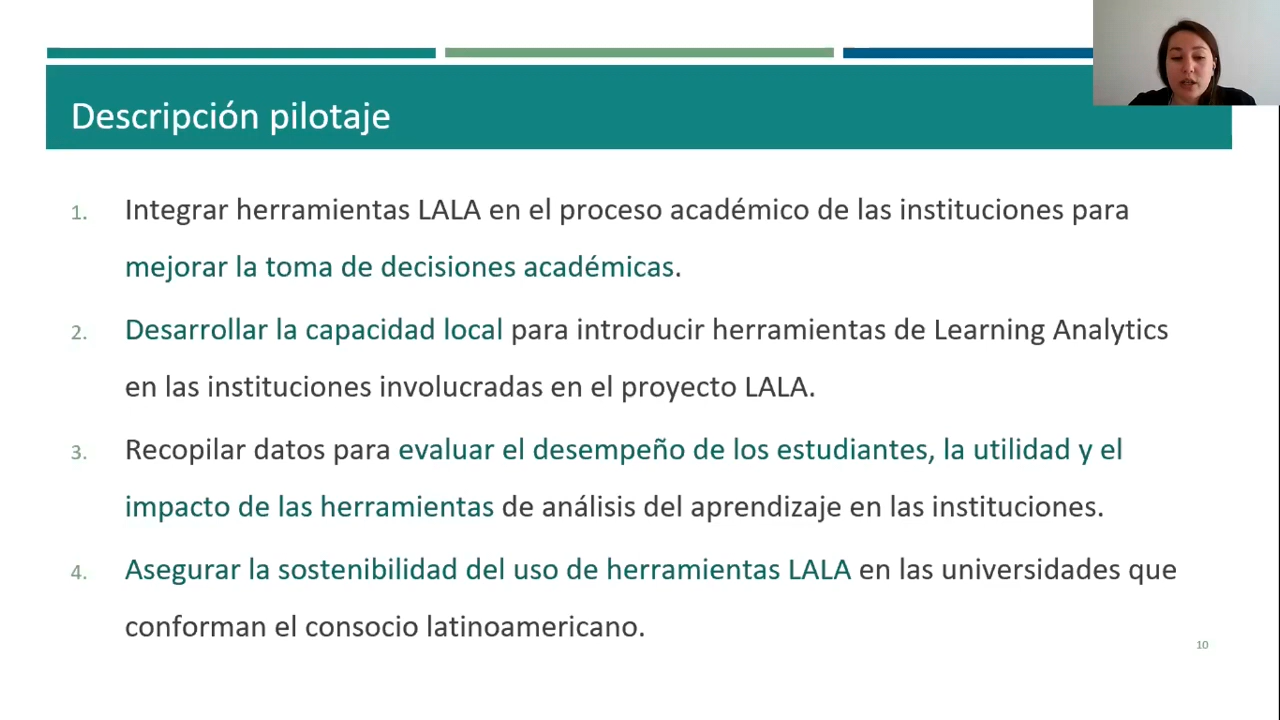 Descripción pilotaje
1. Integrar herramientas LALA en el proceso académico de las instituciones para
mejorar la toma de decisiones académicas.
2. Desarrollar la capacidad local para introducir herramientas de Learning Analytics
en las instituciones involucradas en el proyecto LALA.
3. Recopilar datos para evaluar el desempeño de los estudiantes, la utilidad y el
impacto de las herramientas de análisis del aprendizaje en las instituciones.
4. Asegurar la sostenibilidad del uso de herramientas LALA en las universidades que
conforman el consocio latinoamericano.
10